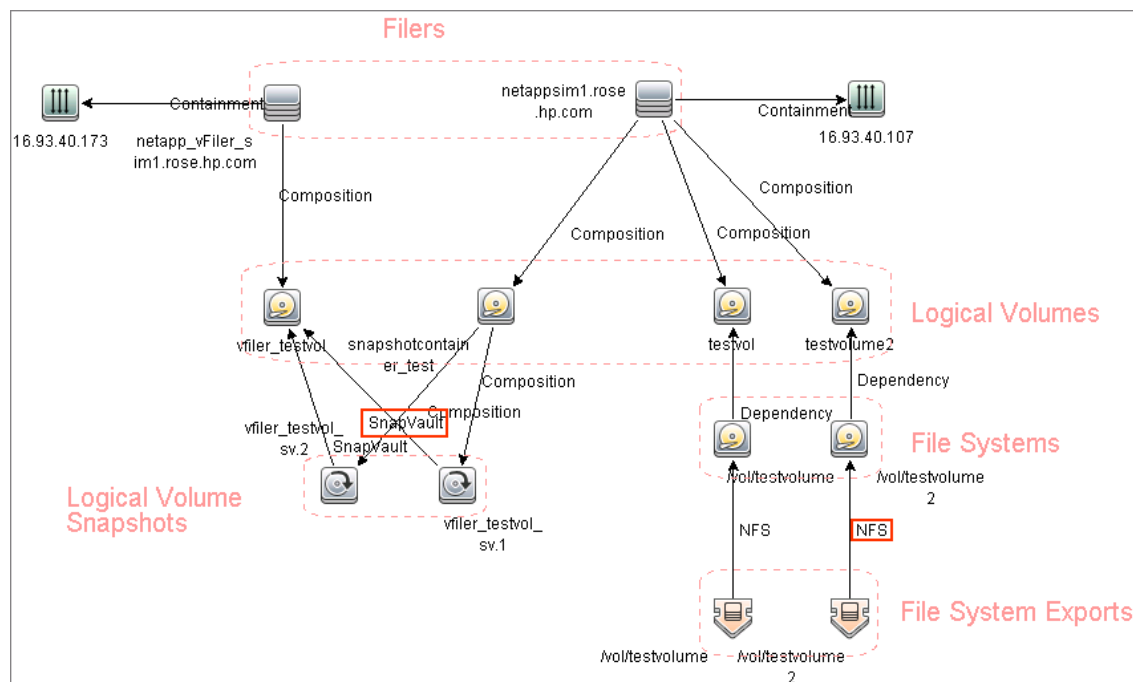 Filers
netappsim1.rose
.hp.com
Containment
Containment
16.93.40.173
netapp_vFiler_s
im1.rose.hp.com
16.93.40.107
Composition
Composition
Composition
Composition
Logical Volumes
vfiler_testvol
snapshotcontain
er_test
testvol
testvolume2
Composition
Dependency
Composition
Dependency
SnapVault
SnapVault
vfiler_testvol_
sv.2
File Systems
/vol/testvolume
/vol/testvolume
2
Logical Volume
Snapshots
vfiler_testvol_
sv.1
NFS
NFS
File System Exports
/vol/testvolume
/vol/testvolume
2